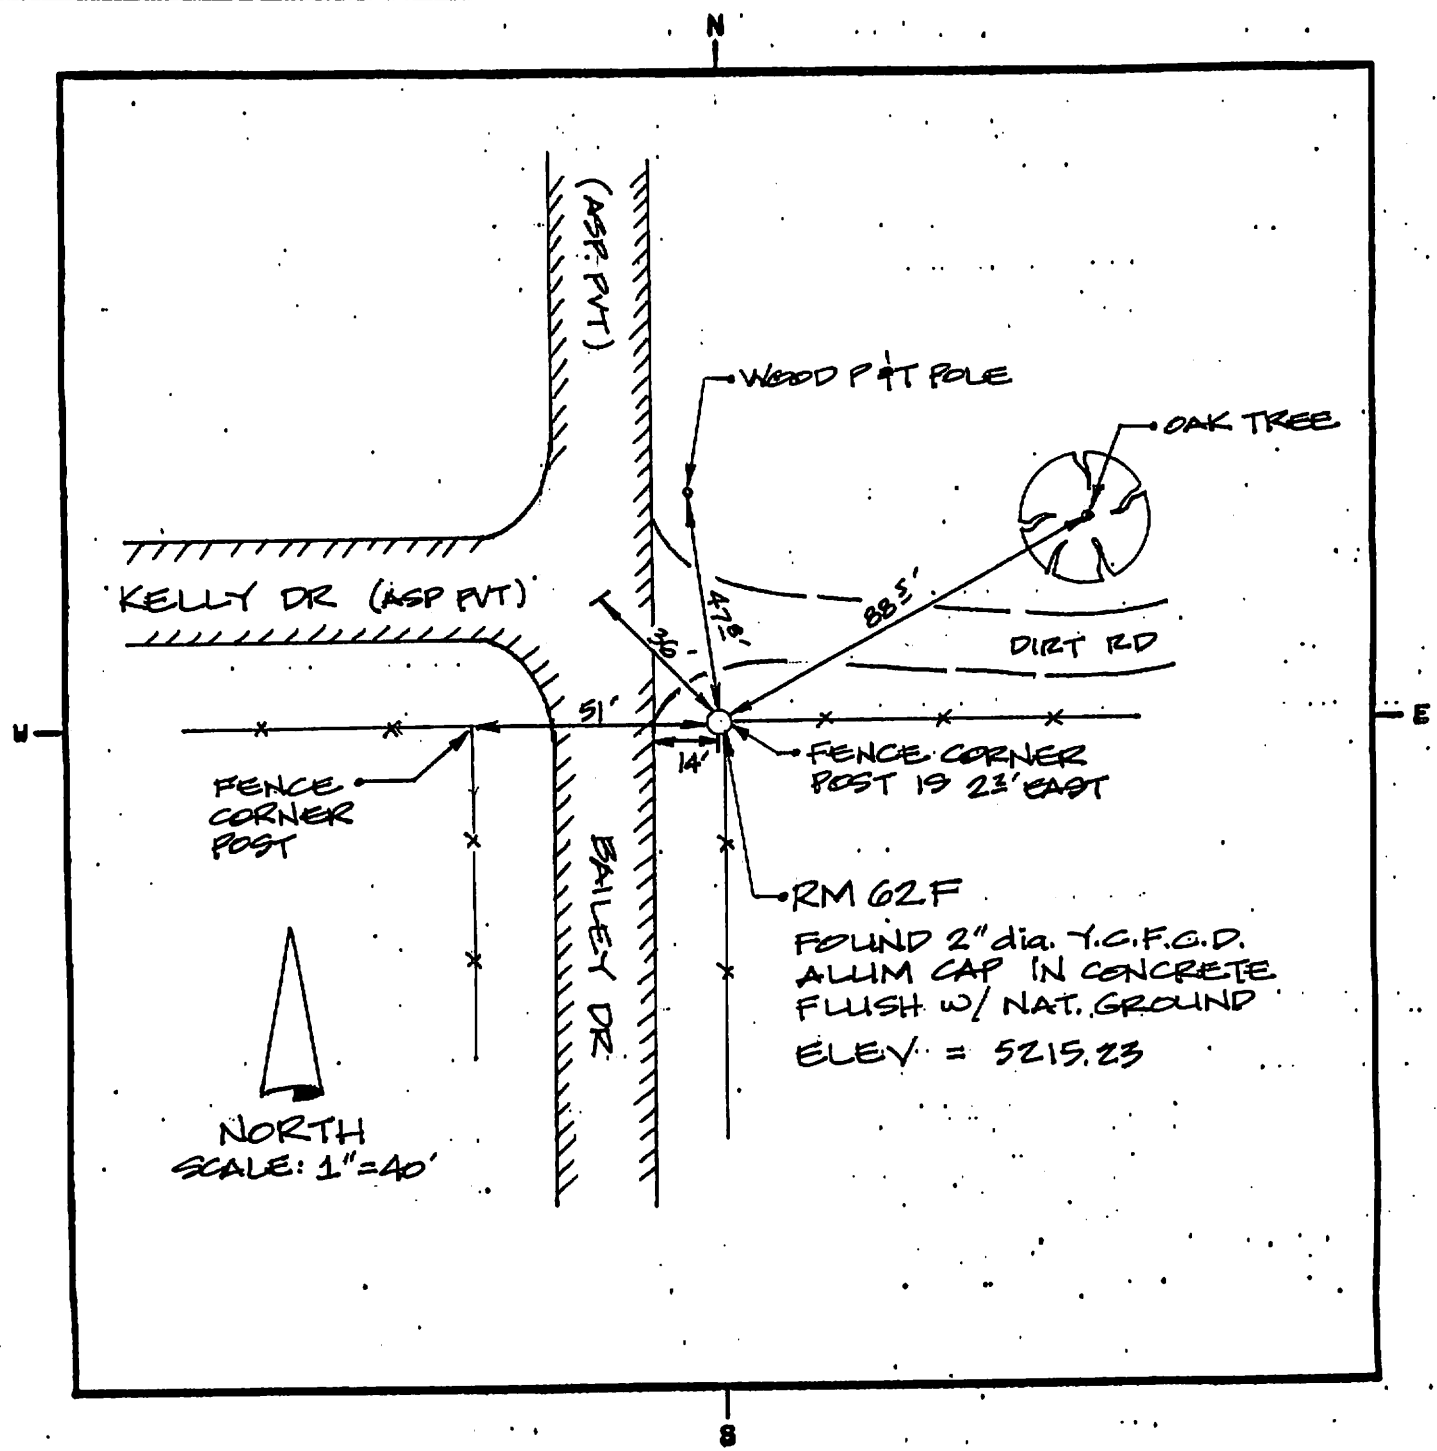 N
(ASP. PVT)
WOOD P&T POLE
OAK TREE
KELLY DR (ASP PVT)
36'
47.8'
88.5'
DIRT RD
W
51'
14'
E
FENCE
CORNER
POST
FENCE CORNER
POST IS 2.3' EAST
BAILEY DR
RM 62F
FOUND 2" dia. Y.C.F.C.D.
ALUM CAP IN CONCRETE
FLUSH W/ NAT. GROUND
ELEV = 5215.23
NORTH
SCALE: 1"=40'
S